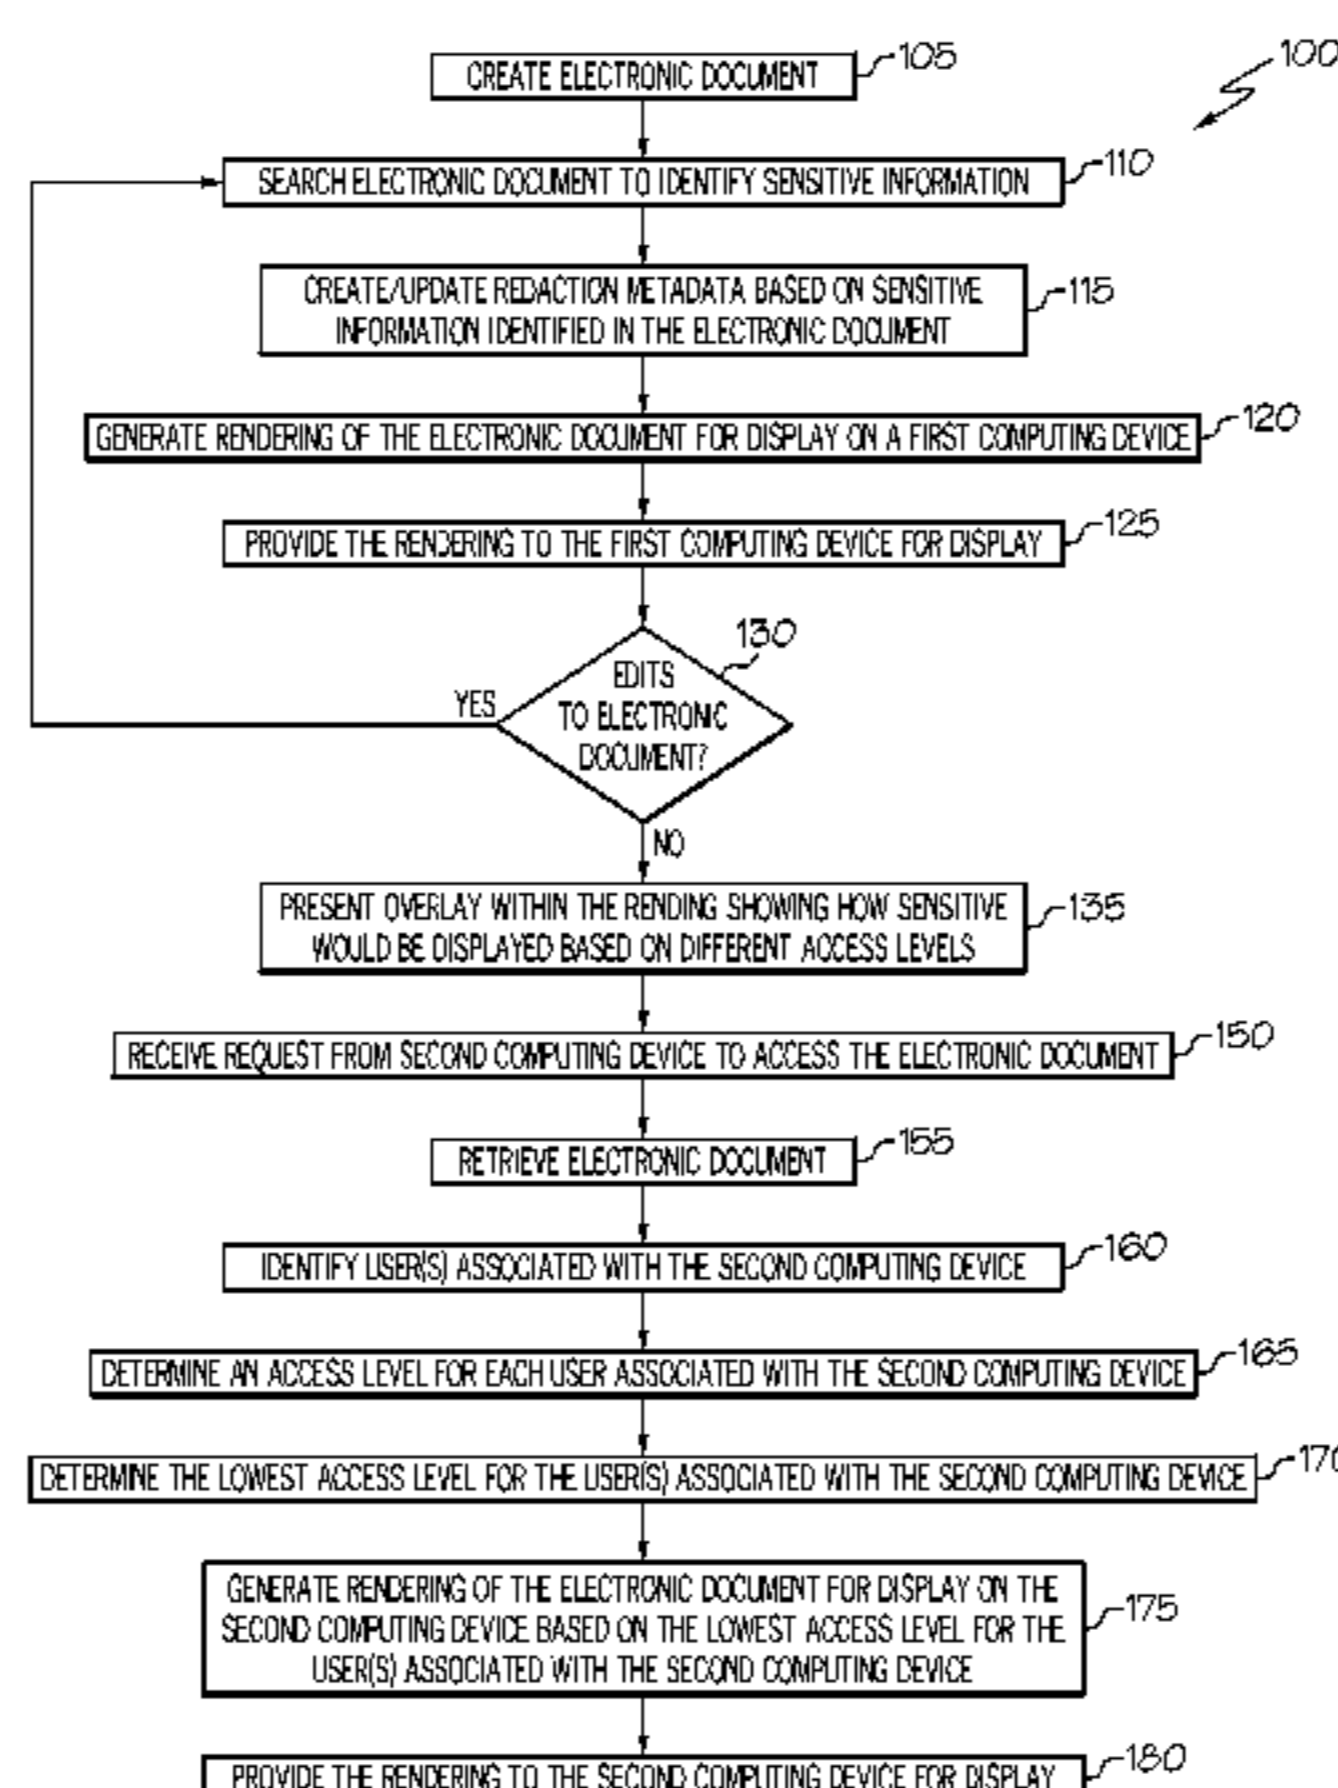 CREATE ELECTRONIC DOCUMENT
105
100
SEARCH ELECTRONIC DOCUMENT TO IDENTIFY SENSITIVE INFORMATION
110
CREATE/UPDATE REDACTION METADATA BASED ON SENSITIVE
INFORMATION IDENTIFIED IN THE ELECTRONIC DOCUMENT
115
GENERATE RENDERING OF THE ELECTRONIC DOCUMENT FOR DISPLAY ON A FIRST COMPUTING DEVICE
120
PROVIDE THE RENDERING TO THE FIRST COMPUTING DEVICE FOR DISPLAY
125
130
EDITS
TO ELECTRONIC
DOCUMENT?
YES
NO
PRESENT OVERLAY WITHIN THE RENDING SHOWING HOW SENSITIVE
WOULD BE DISPLAYED BASED ON DIFFERENT ACCESS LEVELS
135
RECEIVE REQUEST FROM SECOND COMPUTING DEVICE TO ACCESS THE ELECTRONIC DOCUMENT
150
RETRIEVE ELECTRONIC DOCUMENT
155
IDENTIFY USER(S) ASSOCIATED WITH THE SECOND COMPUTING DEVICE
160
DETERMINE AN ACCESS LEVEL FOR EACH USER ASSOCIATED WITH THE SECOND COMPUTING DEVICE
165
DETERMINE THE LOWEST ACCESS LEVEL FOR THE USER(S) ASSOCIATED WITH THE SECOND COMPUTING DEVICE
170
GENERATE RENDERING OF THE ELECTRONIC DOCUMENT FOR DISPLAY ON THE
SECOND COMPUTING DEVICE BASED ON THE LOWEST ACCESS LEVEL FOR THE
USER(S) ASSOCIATED WITH THE SECOND COMPUTING DEVICE
175
PROVIDE THE RENDERING TO THE SECOND COMPUTING DEVICE FOR DISPLAY
180